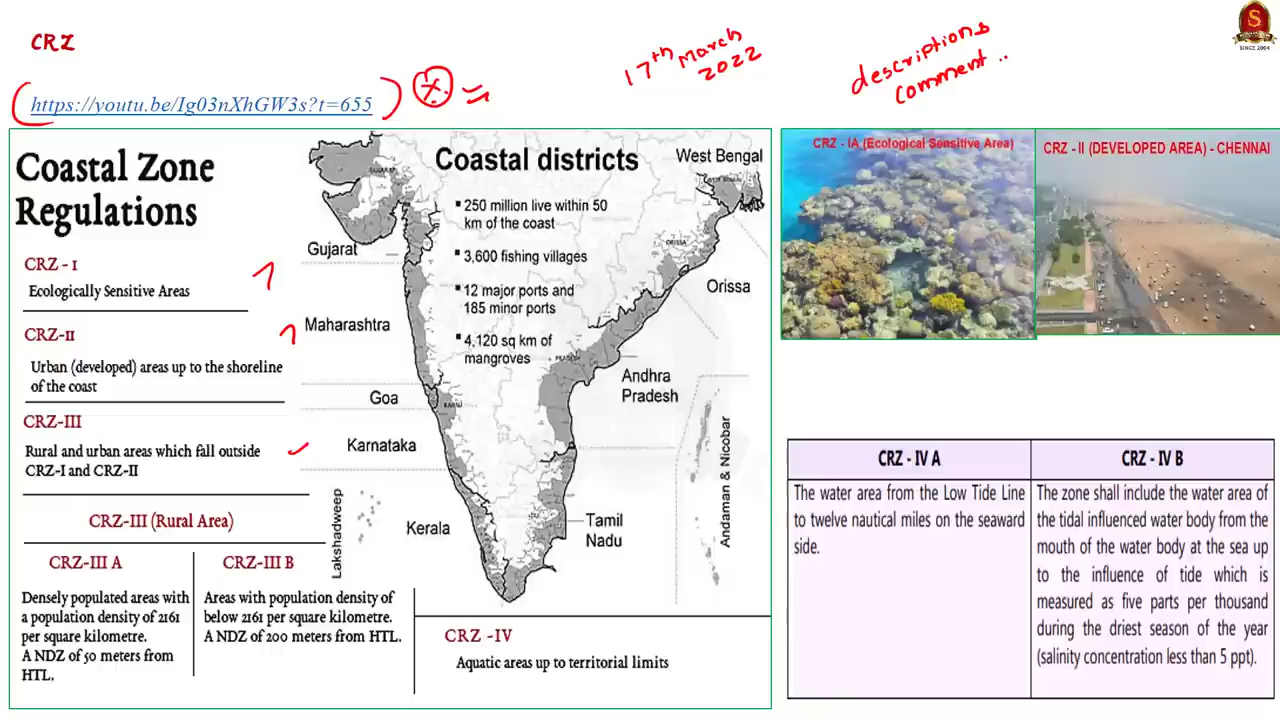 CRZ
17th March 2022
descriptions
comment ..
S
SINCE 2004
https://youtu.be/Ig03nXhGW3s?t=655
Coastal Zone
Regulations
CRZ - I
Ecologically Sensitive Areas
CRZ-II
Urban (developed) areas up to the shoreline
of the coast
CRZ-III
Rural and urban areas which fall outside
CRZ-I and CRZ-II
CRZ-III (Rural Area)
CRZ-III A
Densely populated areas with
a population density of 2161
per square kilometre.
A NDZ of 50 meters from
HTL.
CRZ-III B
Areas with population density of
below 2161 per square kilometre.
A NDZ of 200 meters from HTL.
CRZ -IV
Aquatic areas up to territorial limits
Coastal districts
▪ 250 million live within 50
km of the coast
▪ 3,600 fishing villages
▪ 12 major ports and
185 minor ports
▪ 4.120 sq km of
mangroves
West Bengal
Gujarat
Orissa
Maharashtra
Andhra
Pradesh
Goa
Karnataka
Kerala
Tamil
Nadu
Lakshadweep
Andaman & Nicobar
GUJARAT
ORISSA
PRADESH
CRZ - IA (Ecological Sensitive Area)
CRZ - II (DEVELOPED AREA) - CHENNAI
CRZ - IV A
The water area from the Low Tide Line
to twelve nautical miles on the seaward
side.
CRZ - IV B
The zone shall include the water area of
the tidal influenced water body from the
mouth of the water body at the sea up
to the influence of tide which is
measured as five parts per thousand
during the driest season of the year
(salinity concentration less than 5 ppt).